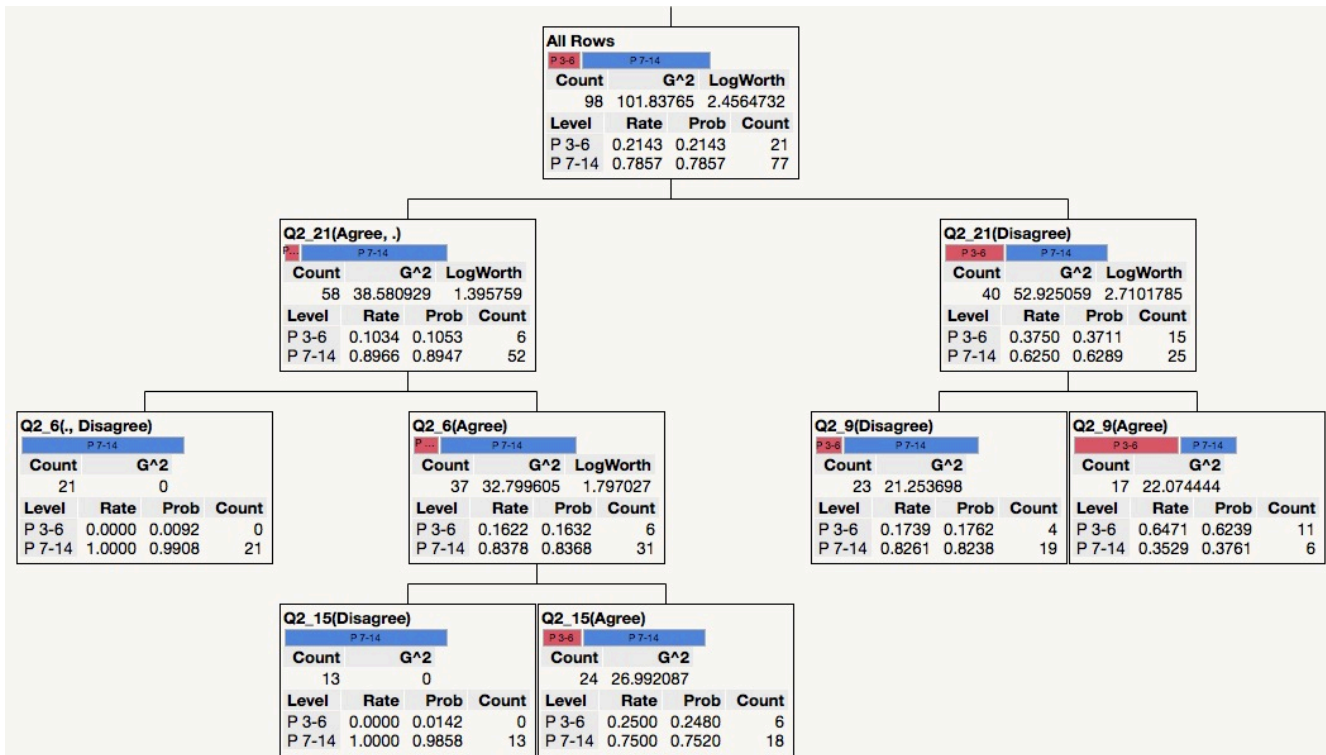 All Rows
P 3-6 P 7-14
Count G^2 LogWorth
98 101.83765 2.4564732
Level Rate Prob Count
P 3-6 0.2143 0.2143 21
P 7-14 0.7857 0.7857 77
Q2_21(Agree, .)
P... P 7-14
Count G^2 LogWorth
58 38.580929 1.395759
Level Rate Prob Count
P 3-6 0.1034 0.1053 6
P 7-14 0.8966 0.8947 52
Q2_21(Disagree)
P 3-6 P 7-14
Count G^2 LogWorth
40 52.925059 2.7101785
Level Rate Prob Count
P 3-6 0.3750 0.3711 15
P 7-14 0.6250 0.6289 25
Q2_6(., Disagree)
P 7-14
Count G^2
21 0
Level Rate Prob Count
P 3-6 0.0000 0.0092 0
P 7-14 1.0000 0.9908 21
Q2_6(Agree)
P ... P 7-14
Count G^2 LogWorth
37 32.799605 1.797027
Level Rate Prob Count
P 3-6 0.1622 0.1632 6
P 7-14 0.8378 0.8368 31
Q2_9(Disagree)
P 3-6 P 7-14
Count G^2
23 21.253698
Level Rate Prob Count
P 3-6 0.1739 0.1762 4
P 7-14 0.8261 0.8238 19
Q2_9(Agree)
P 3-6 P 7-14
Count G^2
17 22.074444
Level Rate Prob Count
P 3-6 0.6471 0.6239 11
P 7-14 0.3529 0.3761 6
Q2_15(Disagree)
P 7-14
Count G^2
13 0
Level Rate Prob Count
P 3-6 0.0000 0.0142 0
P 7-14 1.0000 0.9858 13
Q2_15(Agree)
P 3-6 P 7-14
Count G^2
24 26.992087
Level Rate Prob Count
P 3-6 0.2500 0.2480 6
P 7-14 0.7500 0.7520 18